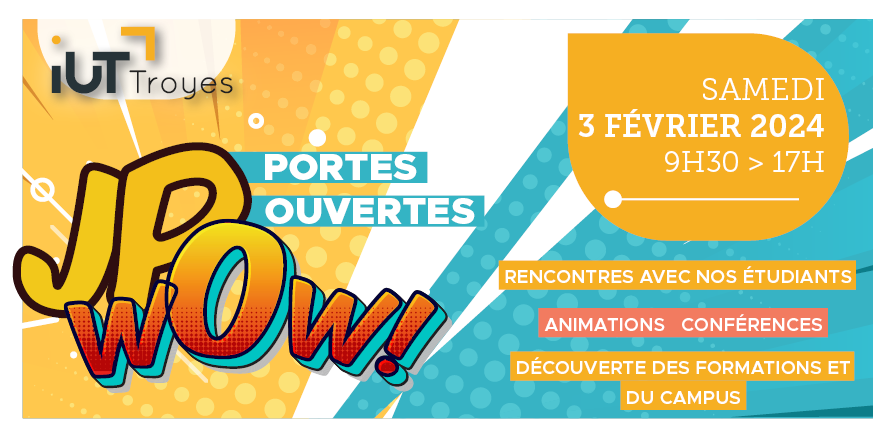 iUT Troyes
JP
WOW!
PORTES
OUVERTES
SAMEDI
3 FÉVRIER 2024
9H30 > 17H
RENCONTRES AVEC NOS ÉTUDIANTS
ANIMATIONS CONFÉRENCES
DÉCOUVERTE DES FORMATIONS ET
DU CAMPUS